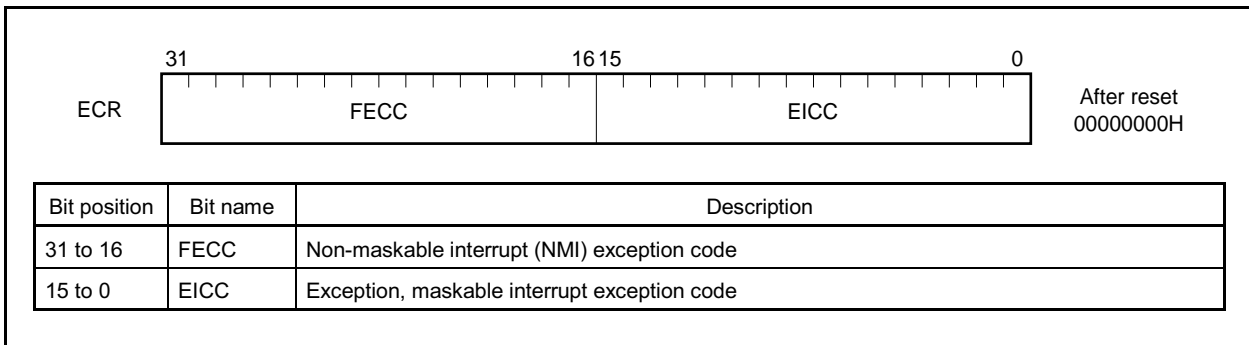 31 16 15 0
ECR FECC EICC After reset
00000000H
Bit position Bit name Description
31 to 16 FECC Non-maskable interrupt (NMI) exception code
15 to 0 EICC Exception, maskable interrupt exception code